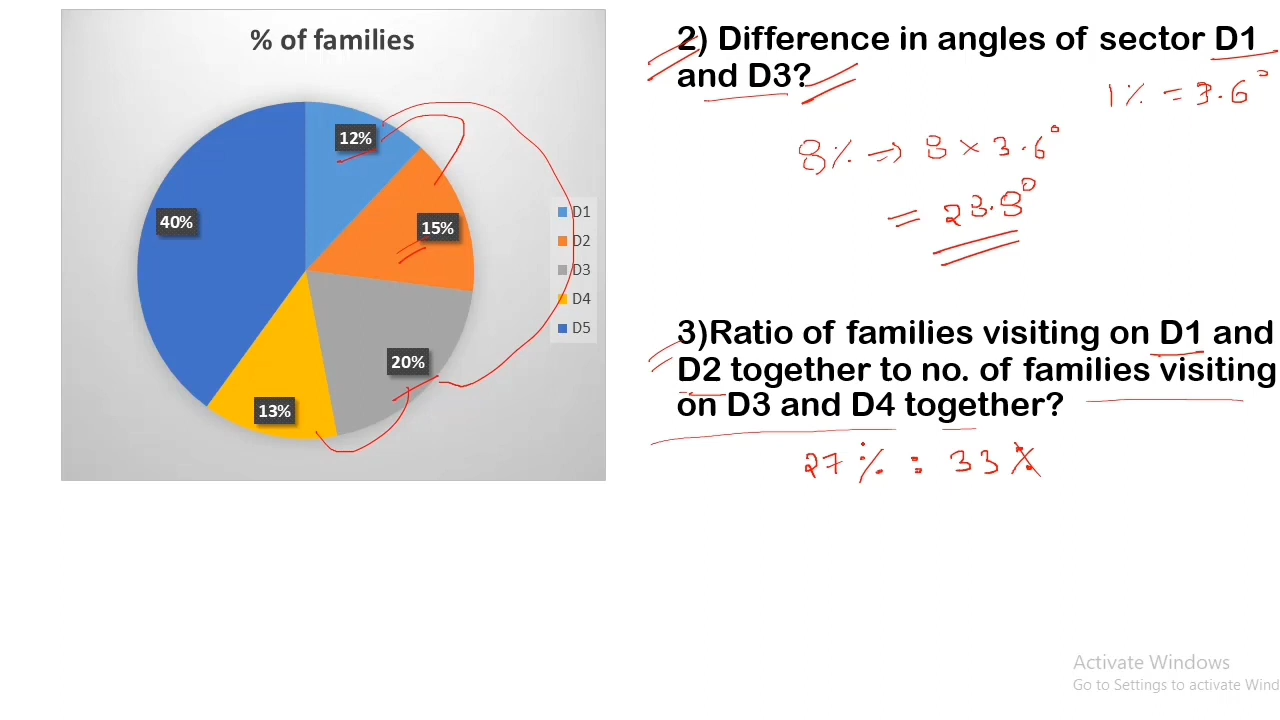 % of families
12%
15%
20%
13%
40%
D1
D2
D3
D4
D5
2) Difference in angles of sector D1
and D3?
1% = 3.6°
8% => 8 × 3.6°
= 23.8°
3)Ratio of families visiting on D1 and
D2 together to no. of families visiting
on D3 and D4 together?
27% : 33%
Activate Windows
Go to Settings to activate Wind